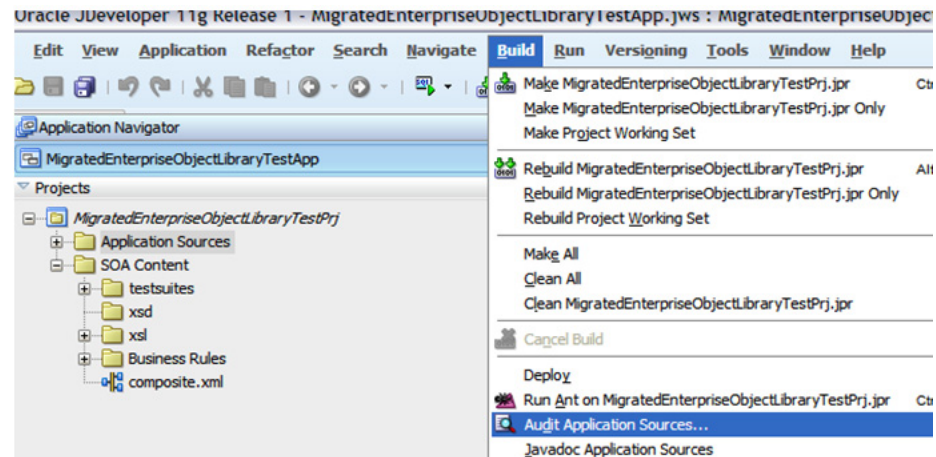 Oracle JDeveloper 11g Release 1 - MigratedEnterpriseObjectLibraryTestApp.jws : MigratedEnterpriseObject
Edit View Application Refactor Search Navigate Build Run Versioning Tools Window Help
Application Navigator
MigratedEnterpriseObjectLibraryTestApp
Projects
MigratedEnterpriseObjectLibraryTestPrj
Application Sources
SOA Content
testsuites
xsd
xsl
Business Rules
composite.xml
Make MigratedEnterpriseObjectLibraryTestPrj.jpr Ctr
Make MigratedEnterpriseObjectLibraryTestPrj.jpr Only
Make Project Working Set
Rebuild MigratedEnterpriseObjectLibraryTestPrj.jpr Alt
Rebuild MigratedEnterpriseObjectLibraryTestPrj.jpr Only
Rebuild Project Working Set
Make All
Clean All
Clean MigratedEnterpriseObjectLibraryTestPrj.jpr
Cancel Build
Deploy
Run Ant on MigratedEnterpriseObjectLibraryTestPrj.jpr Ctr
Audit Application Sources...
Javadoc Application Sources